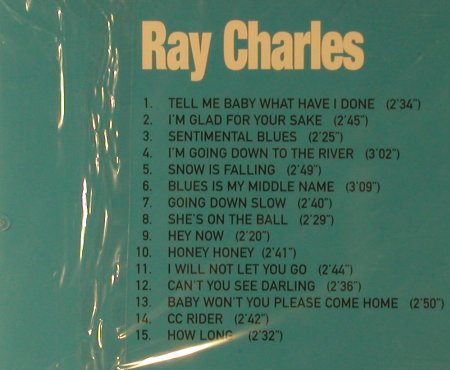 Ray Charles
1. TELL ME BABY WHAT HAVE I DONE (2'34")
2. I'M GLAD FOR YOUR SAKE (2'45")
3. SENTIMENTAL BLUES (2'25")
4. I'M GOING DOWN TO THE RIVER (3'02")
5. SNOW IS FALLING (2'49")
6. BLUES IS MY MIDDLE NAME (3'09")
7. GOING DOWN SLOW (2'40")
8. SHE'S ON THE BALL (2'29")
9. HEY NOW (2'20")
10. HONEY HONEY (2'41")
11. I WILL NOT LET YOU GO (2'44")
12. CAN'T YOU SEE DARLING (2'36")
13. BABY WON'T YOU PLEASE COME HOME (2'50")
14. CC RIDER (2'42")
15. HOW LONG (2'32")